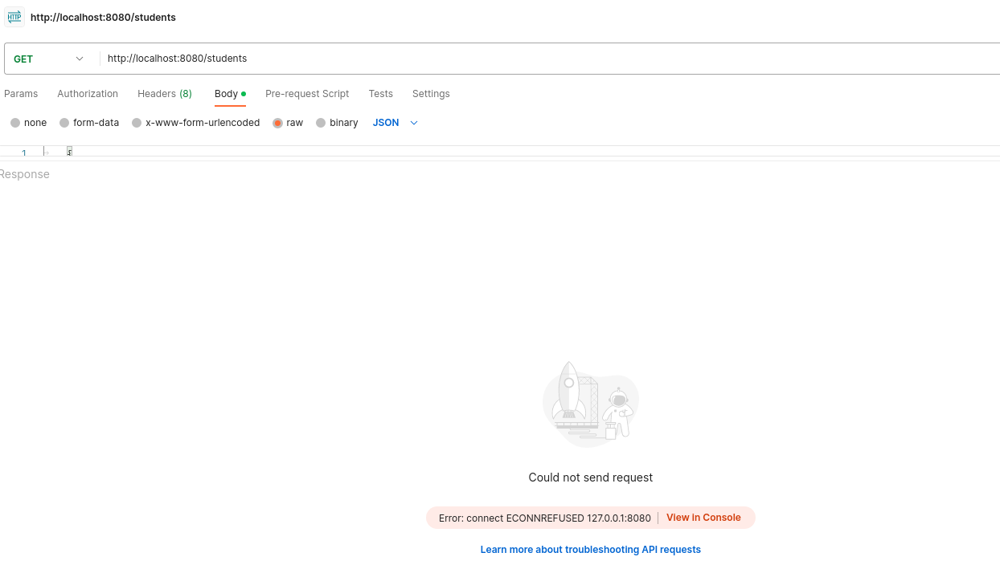 HTTP http://localhost:8080/students
GET http://localhost:8080/students
Params Authorization Headers (8) Body Pre-request Script Tests Settings
none form-data x-www-form-urlencoded raw binary JSON
1 {
Response
Could not send request
Error: connect ECONNREFUSED 127.0.0.1:8080 View in Console
Learn more about troubleshooting API requests